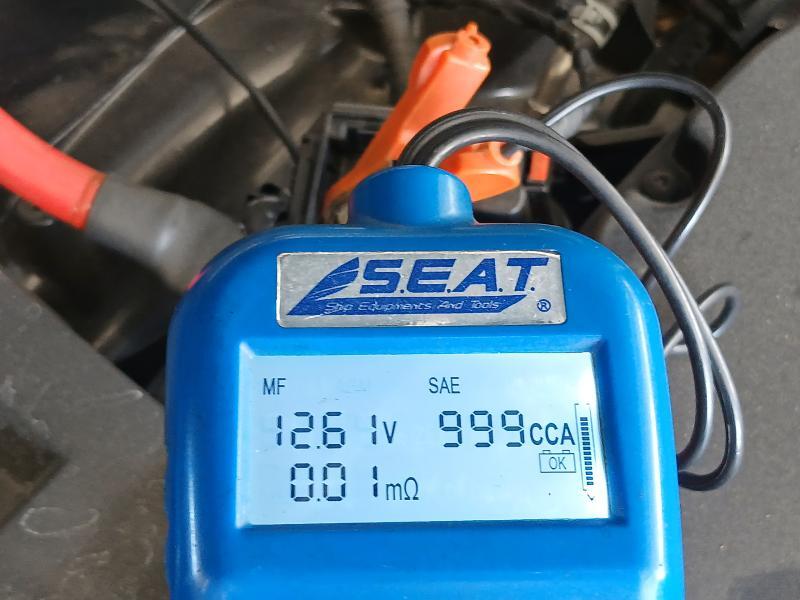 S.E.A.T.
Ship Equipments And Tools ®
MF SAE
12.61V 999CCA
OK
0.01mΩ